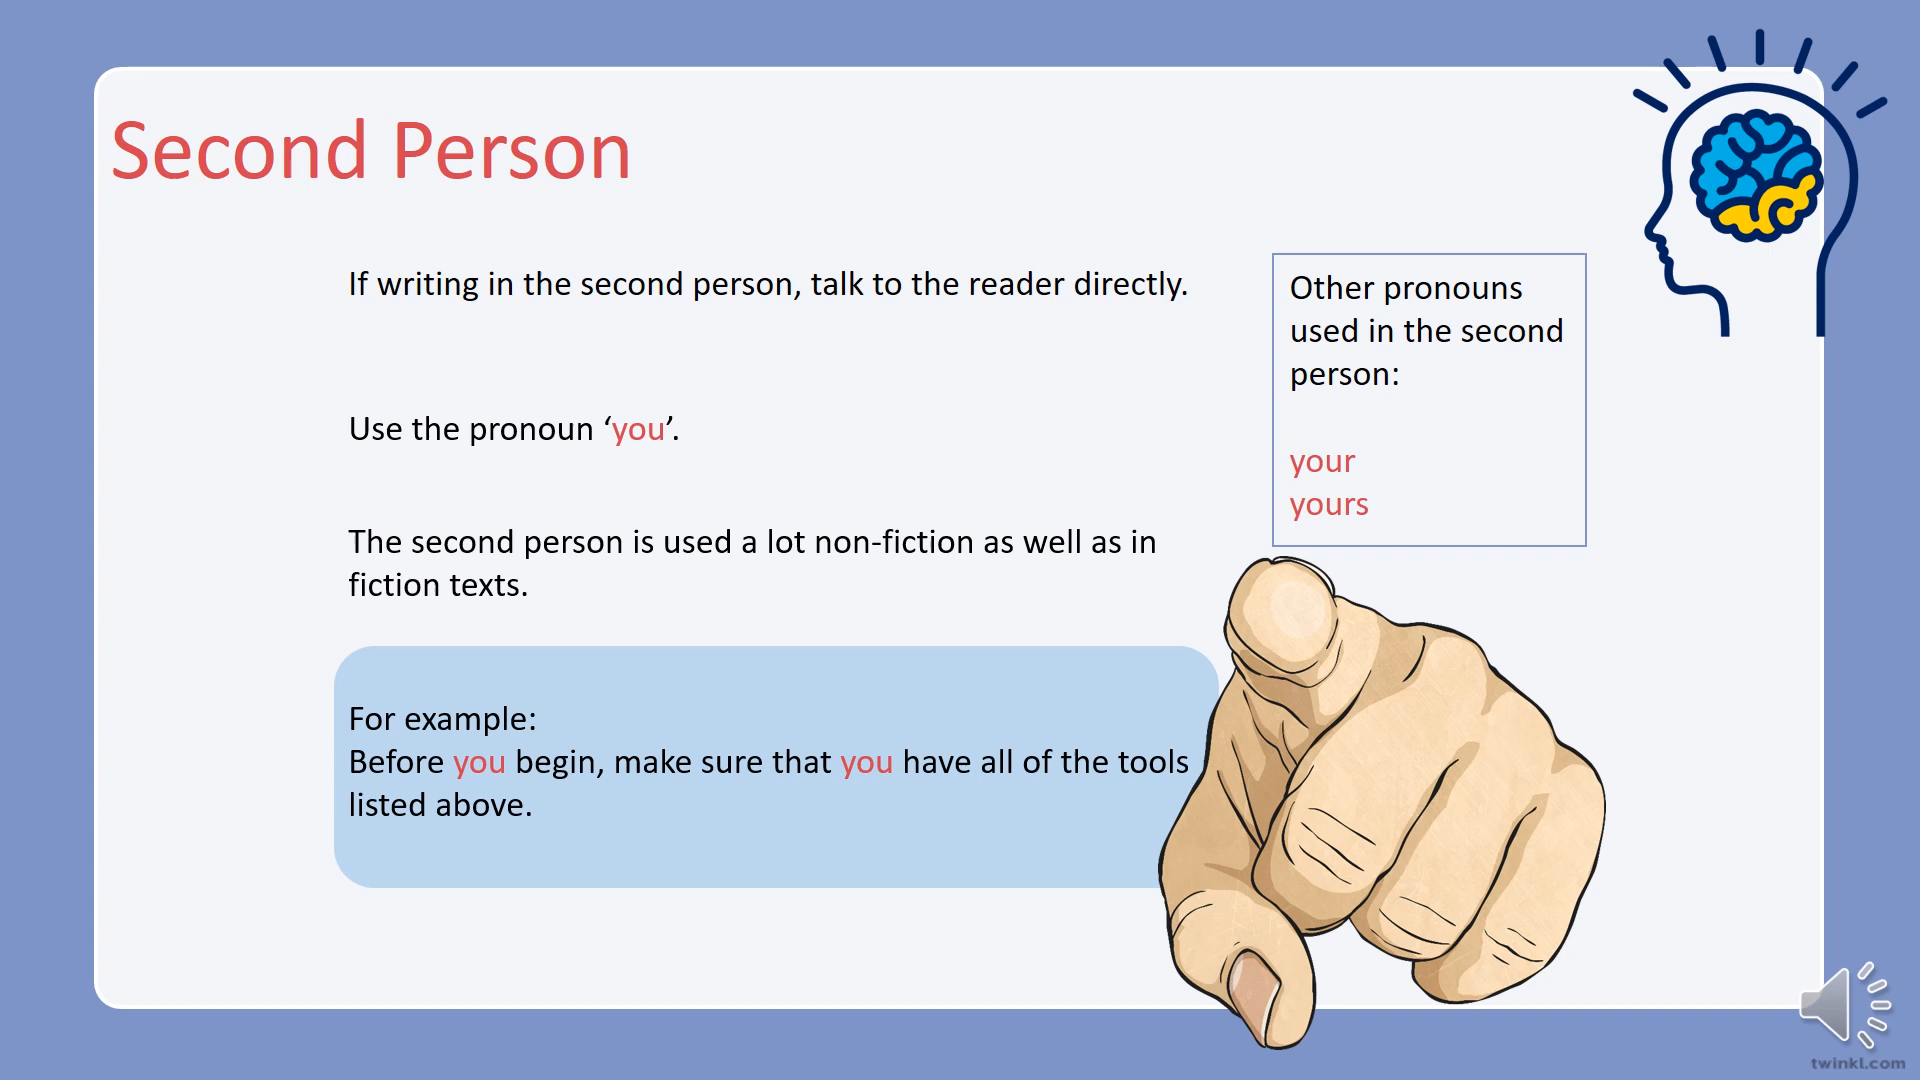 Second Person
If writing in the second person, talk to the reader directly.
Use the pronoun ‘you’.
The second person is used a lot non-fiction as well as in
fiction texts.
For example:
Before you begin, make sure that you have all of the tools
listed above.
Other pronouns
used in the second
person:
your
yours
twinkl.com